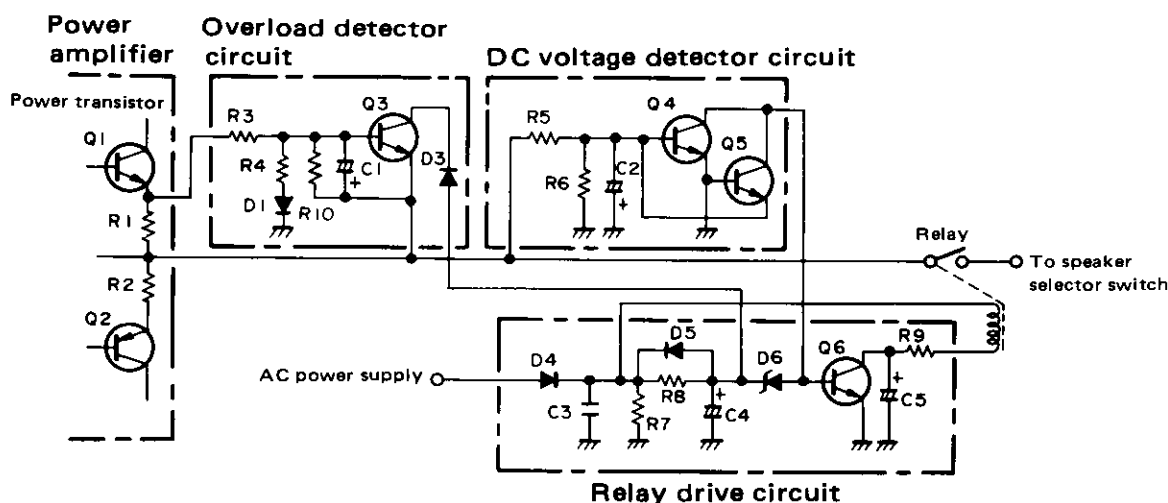 Power amplifier
Overload detector circuit
DC voltage detector circuit
Power transistor
Q1
R1
R2
Q2
R3
R4
D1
R10
C1
+
Q3
D3
R5
R6
C2
+
Q4
Q5
Relay
To speaker selector switch
AC power supply
D4
C3
D5
R8
R7
+
C4
D6
Q6
R9
+
C5
Relay drive circuit